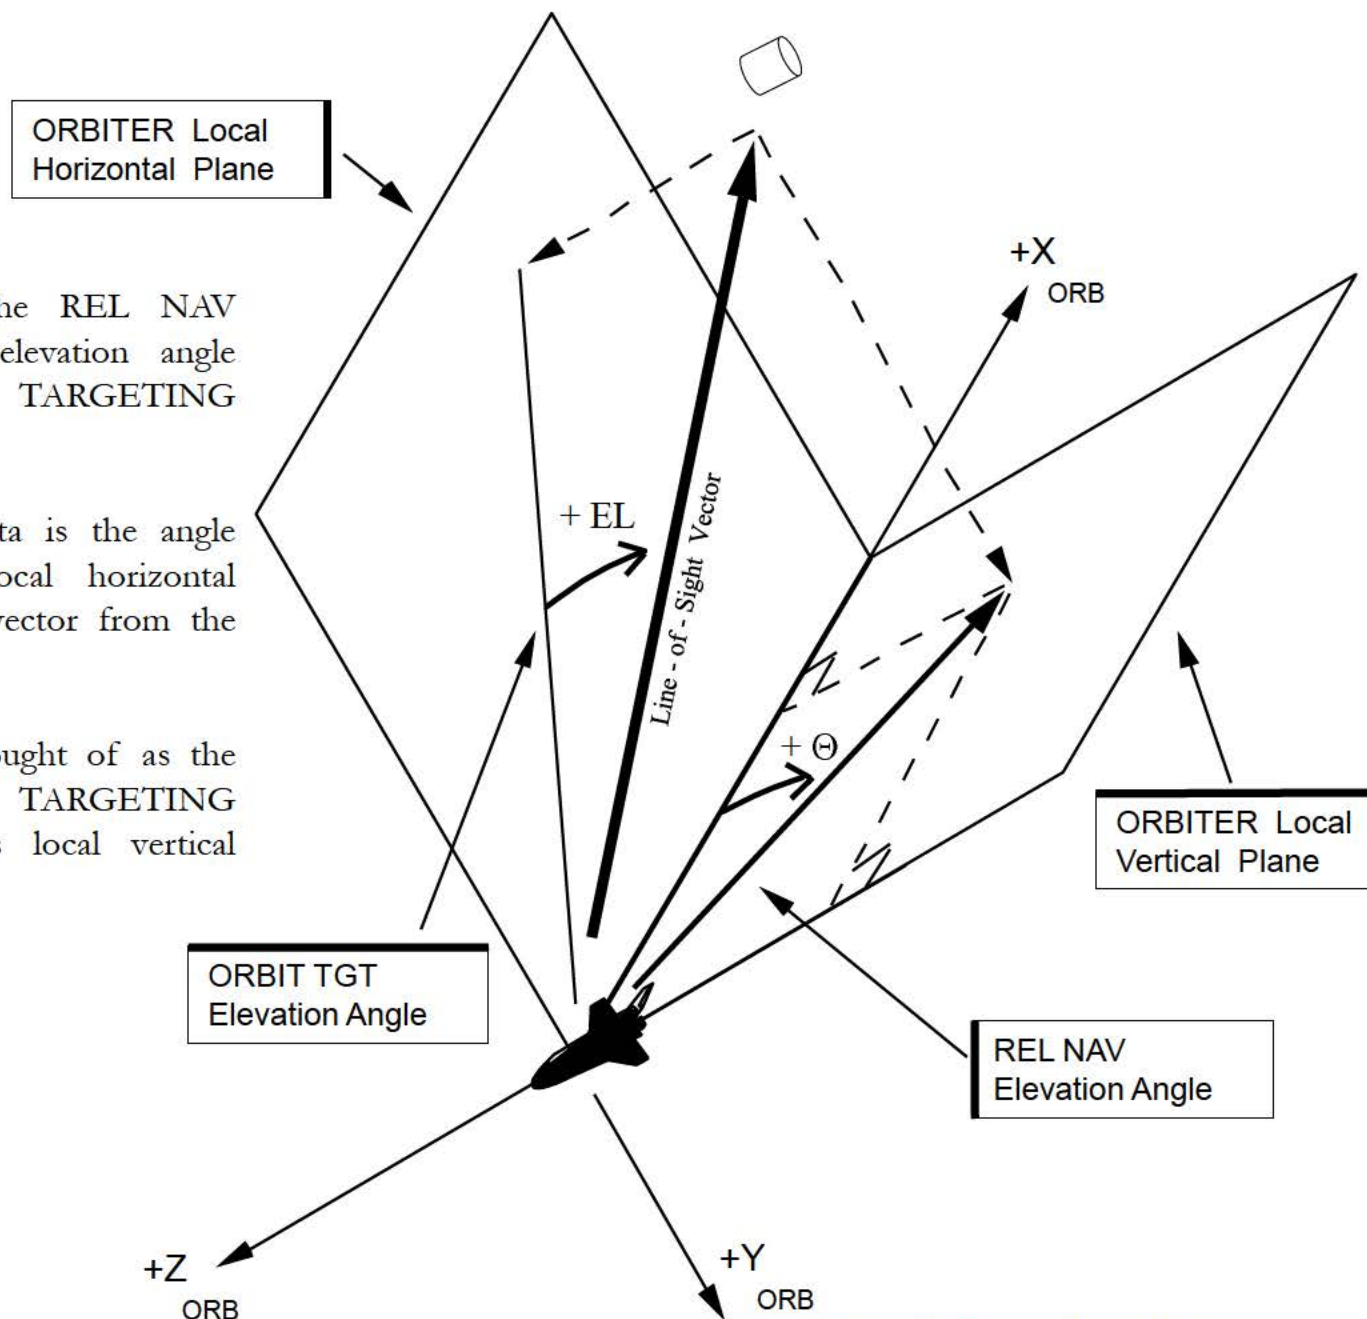 ORBITER Local
Horizontal Plane
+X
ORB
he REL NAV
elevation angle
TARGETING
ta is the angle
ocal horizontal
vector from the
ought of as the
TARGETING
s local vertical
+ EL
Line - of - Sight Vector
+ Θ
ORBITER Local
Vertical Plane
ORBIT TGT
Elevation Angle
REL NAV
Elevation Angle
+Z
ORB
+Y
ORB